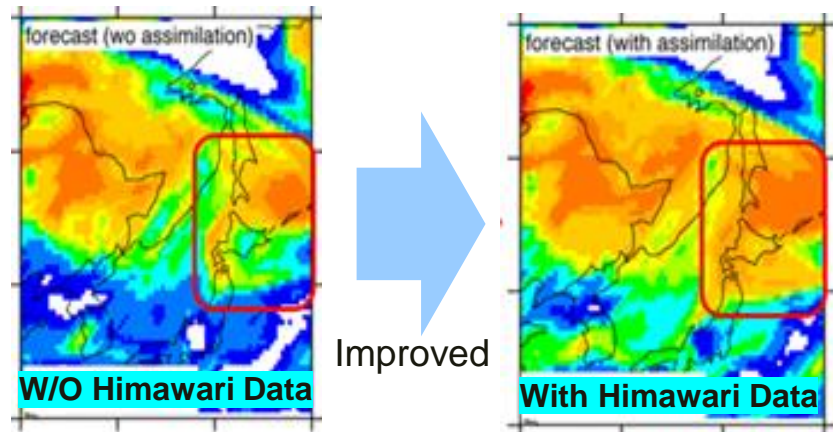 forecast (wo assimilation)
W/O Himawari Data
Improved
forecast (with assimilation)
With Himawari Data